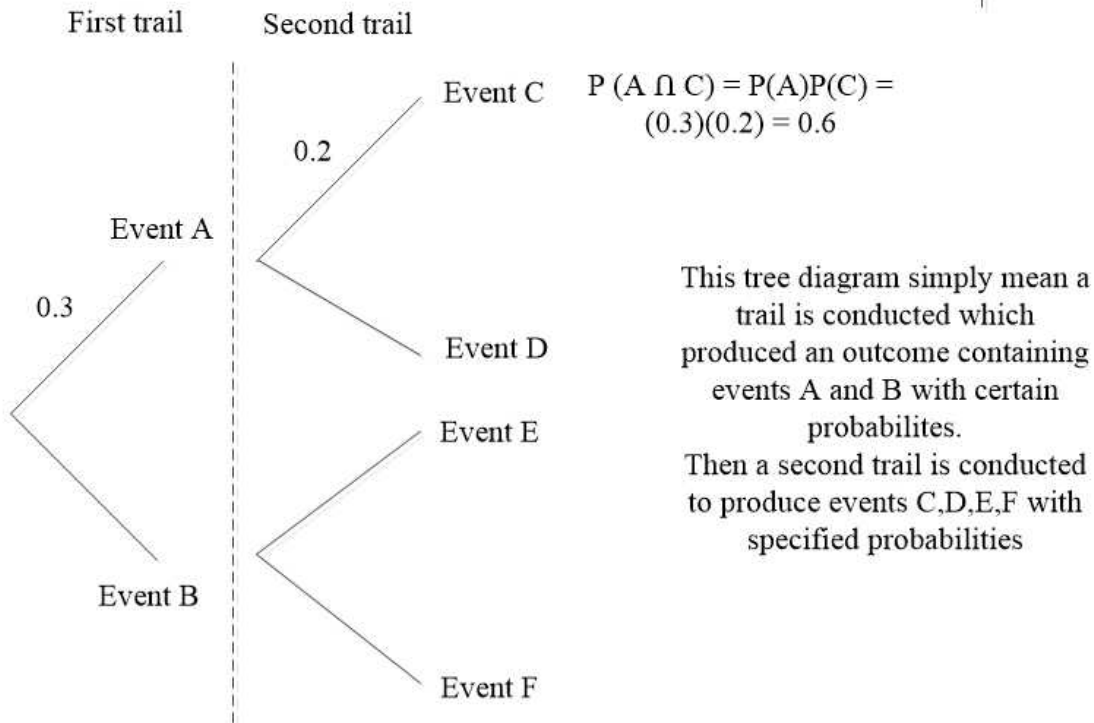 First trail
Second trail
Event C
P (A ∩ C) = P(A)P(C) =
(0.3)(0.2) = 0.6
0.2
Event A
0.3
This tree diagram simply mean a
trail is conducted which
produced an outcome containing
events A and B with certain
probabilites.
Then a second trail is conducted
to produce events C,D,E,F with
specified probabilities
Event D
Event E
Event B
Event F